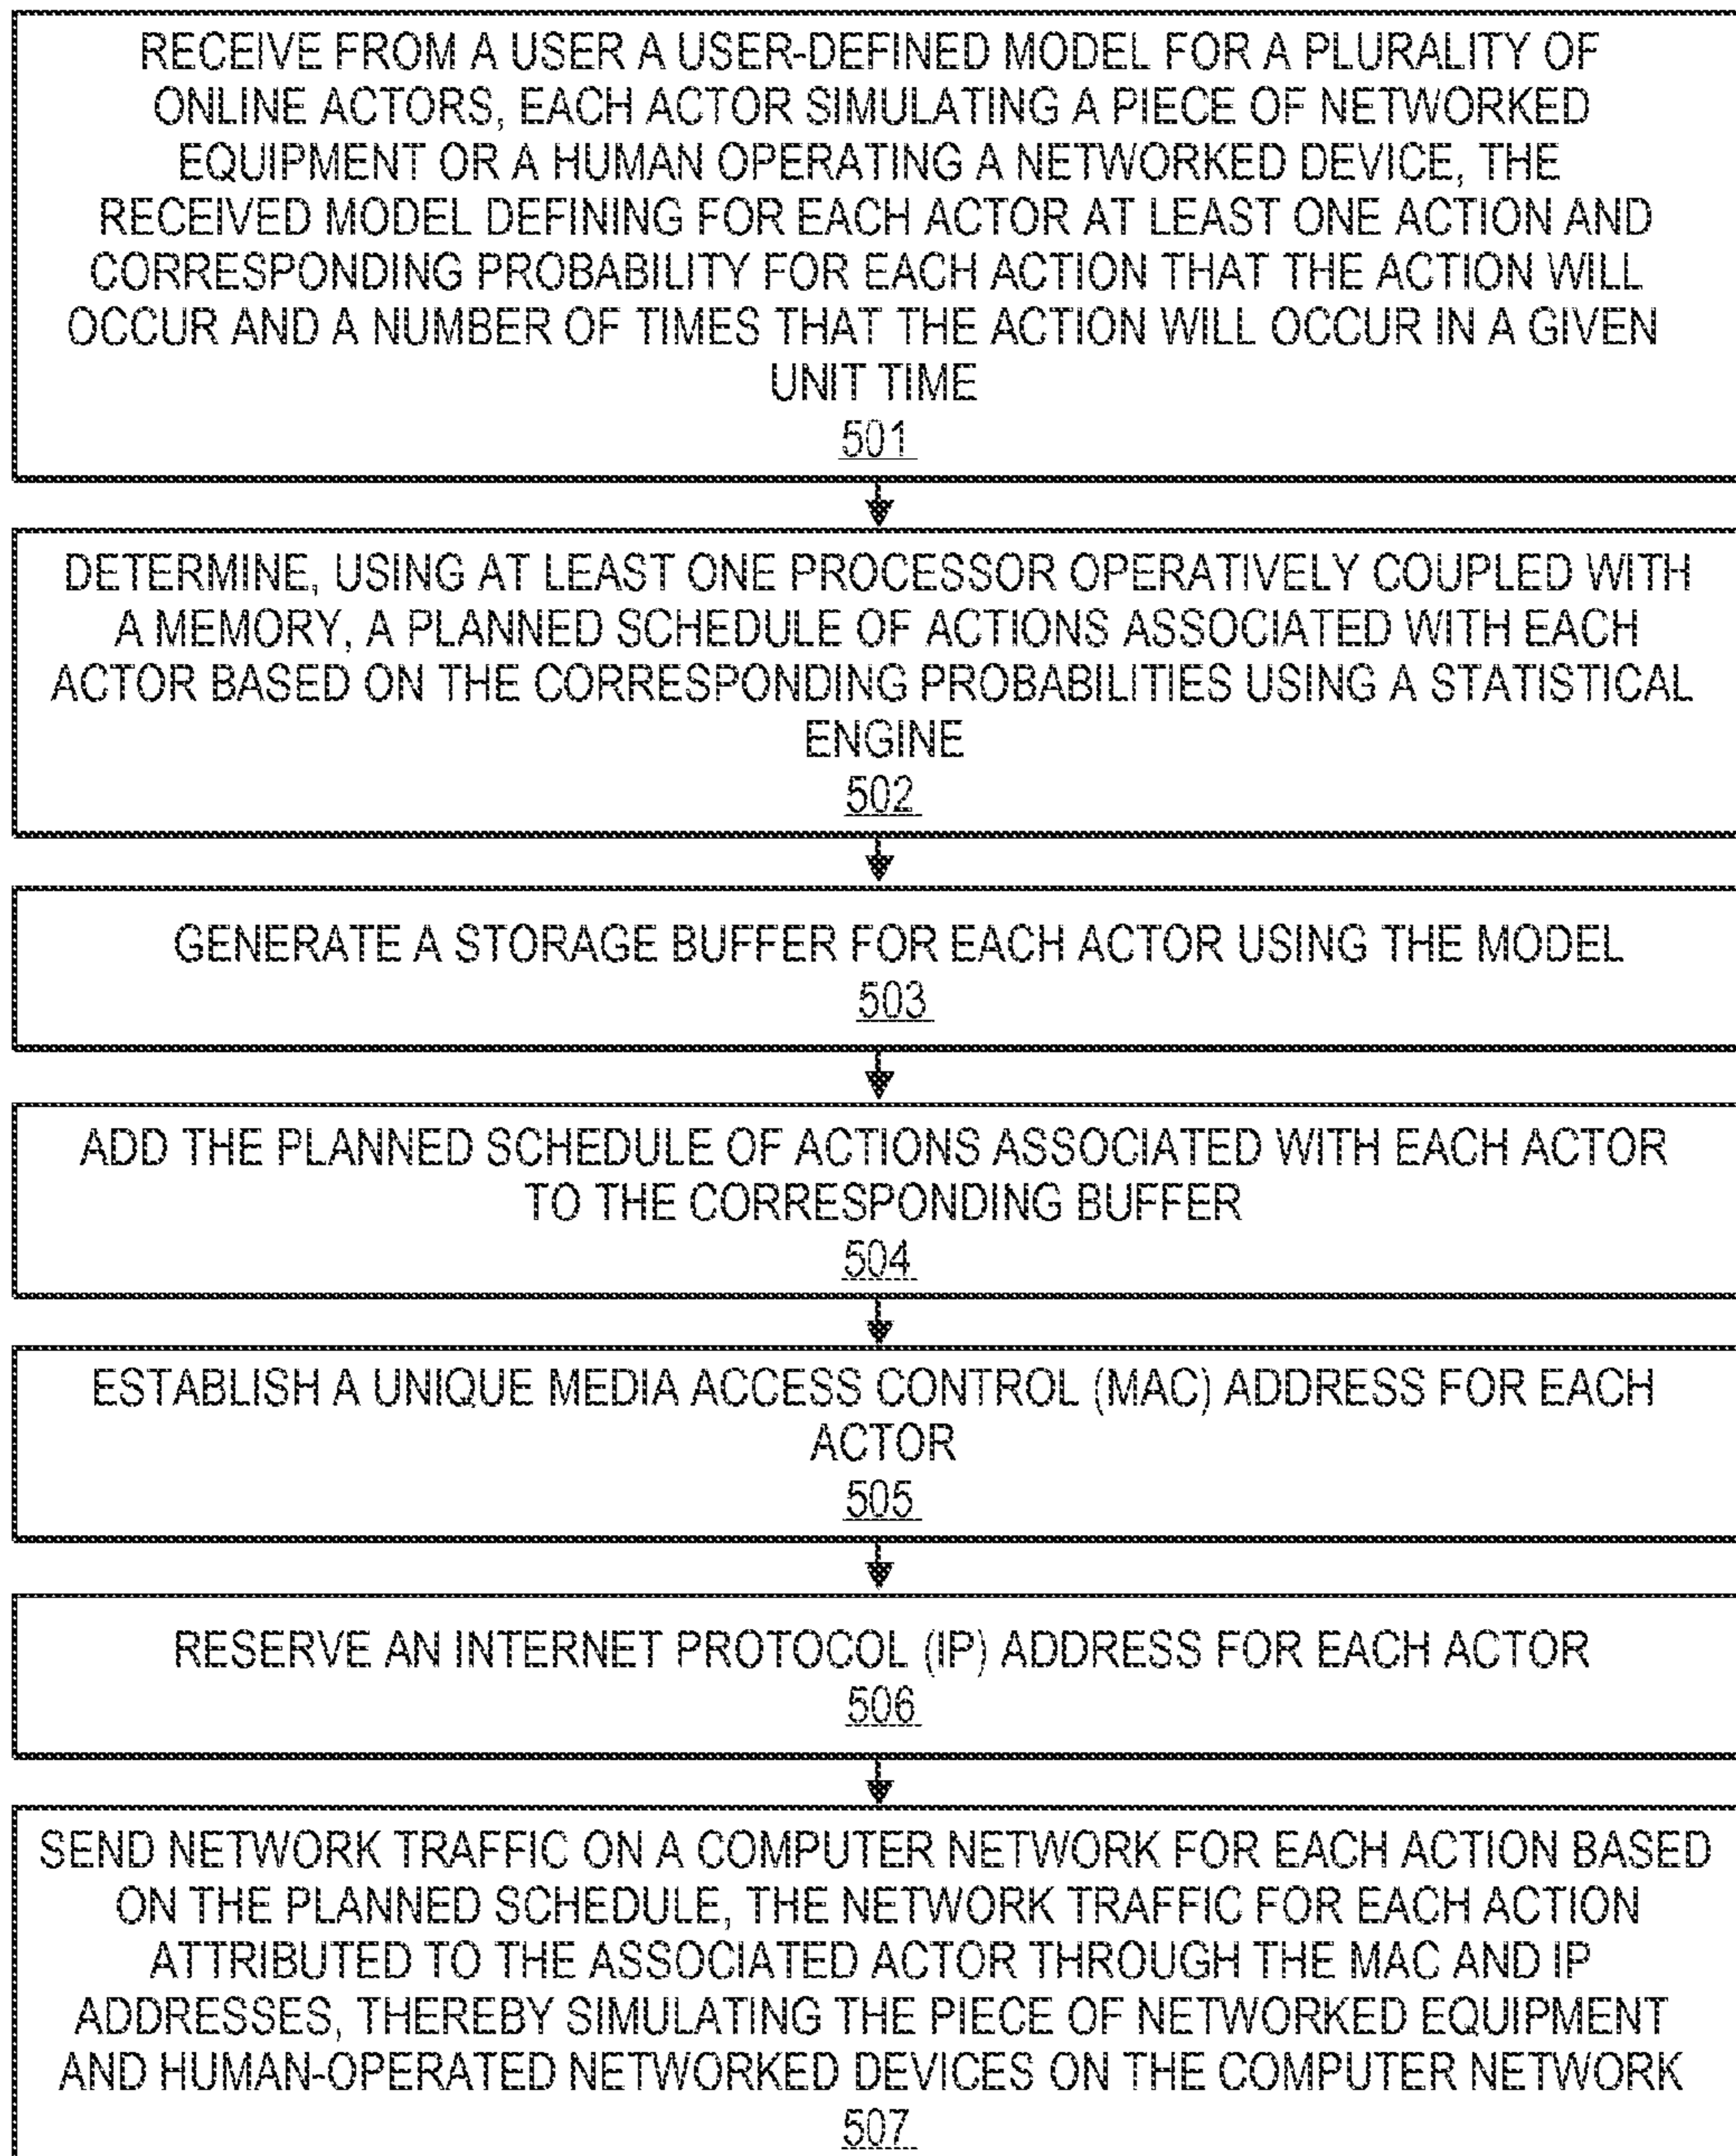 RECEIVE FROM A USER A USER-DEFINED MODEL FOR A PLURALITY OF
ONLINE ACTORS, EACH ACTOR SIMULATING A PIECE OF NETWORKED
EQUIPMENT OR A HUMAN OPERATING A NETWORKED DEVICE, THE
RECEIVED MODEL DEFINING FOR EACH ACTOR AT LEAST ONE ACTION AND
CORRESPONDING PROBABILITY FOR EACH ACTION THAT THE ACTION WILL
OCCUR AND A NUMBER OF TIMES THAT THE ACTION WILL OCCUR IN A GIVEN
UNIT TIME
501
DETERMINE, USING AT LEAST ONE PROCESSOR OPERATIVELY COUPLED WITH
A MEMORY, A PLANNED SCHEDULE OF ACTIONS ASSOCIATED WITH EACH
ACTOR BASED ON THE CORRESPONDING PROBABILITIES USING A STATISTICAL
ENGINE
502
GENERATE A STORAGE BUFFER FOR EACH ACTOR USING THE MODEL
503
ADD THE PLANNED SCHEDULE OF ACTIONS ASSOCIATED WITH EACH ACTOR
TO THE CORRESPONDING BUFFER
504
ESTABLISH A UNIQUE MEDIA ACCESS CONTROL (MAC) ADDRESS FOR EACH
ACTOR
505
RESERVE AN INTERNET PROTOCOL (IP) ADDRESS FOR EACH ACTOR
506
SEND NETWORK TRAFFIC ON A COMPUTER NETWORK FOR EACH ACTION BASED
ON THE PLANNED SCHEDULE, THE NETWORK TRAFFIC FOR EACH ACTION
ATTRIBUTED TO THE ASSOCIATED ACTOR THROUGH THE MAC AND IP
ADDRESSES, THEREBY SIMULATING THE PIECE OF NETWORKED EQUIPMENT
AND HUMAN-OPERATED NETWORKED DEVICES ON THE COMPUTER NETWORK
507